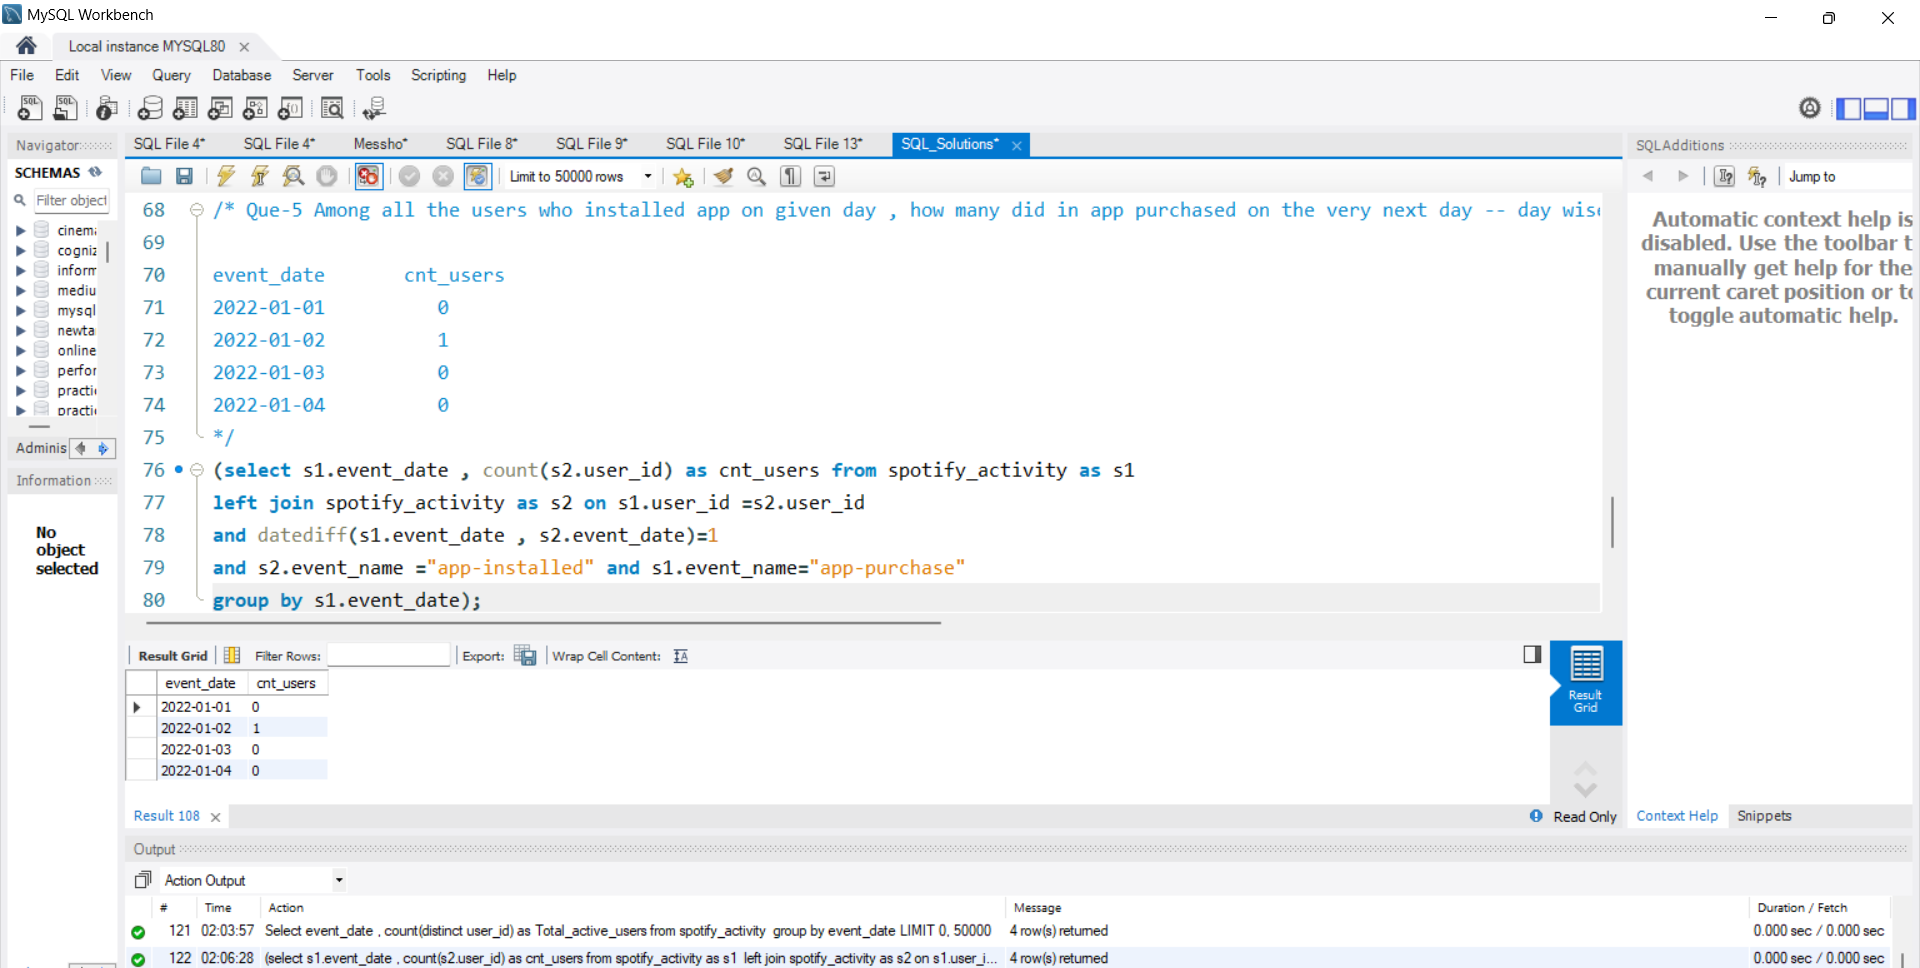 MySQL Workbench
Local instance MYSQL80
File Edit View Query Database Server Tools Scripting Help
Navigator
SCHEMAS
Filter object
cinema
cogniz
inform
mediu
mysql
newta
online
perfor
practi
practi
Adminis
Information
No
object
selected
SQL File 4* SQL File 4* Messho* SQL File 8* SQL File 9* SQL File 10* SQL File 13* SQL_Solutions*
Limit to 50000 rows
68 /* Que-5 Among all the users who installed app on given day , how many did in app purchased on the very next day -- day wis
69
70 event_date cnt_users
71 2022-01-01 0
72 2022-01-02 1
73 2022-01-03 0
74 2022-01-04 0
75 */
76 (select s1.event_date , count(s2.user_id) as cnt_users from spotify_activity as s1
77 left join spotify_activity as s2 on s1.user_id =s2.user_id
78 and datediff(s1.event_date , s2.event_date)=1
79 and s2.event_name ="app-installed" and s1.event_name="app-purchase"
80 group by s1.event_date);
Result Grid Filter Rows: Export: Wrap Cell Content:
event_date cnt_users
2022-01-01 0
2022-01-02 1
2022-01-03 0
2022-01-04 0
Result
Grid
Result 108
Read Only
SQLAdditions
Jump to
Automatic context help is
disabled. Use the toolbar t
manually get help for the
current caret position or to
toggle automatic help.
Context Help Snippets
Output
Action Output
# Time Action Message Duration / Fetch
121 02:03:57 Select event_date , count(distinct user_id) as Total_active_users from spotify_activity group by event_date LIMIT 0, 50000 4 row(s) returned 0.000 sec / 0.000 sec
122 02:06:28 (select s1.event_date , count(s2.user_id) as cnt_users from spotify_activity as s1 left join spotify_activity as s2 on s1.user_i... 4 row(s) returned 0.000 sec / 0.000 sec